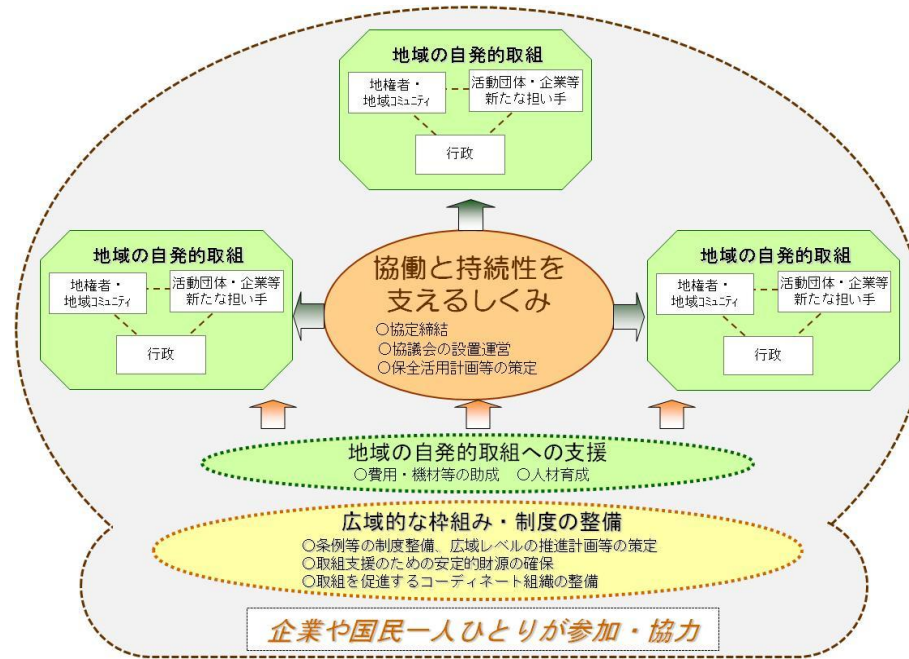 地域の自発的取組
地権者・
地域コミュニティ
活動団体・企業等
新たな担い手
行政
地域の自発的取組
地権者・
地域コミュニティ
活動団体・企業等
新たな担い手
行政
協働と持続性を
支えるしくみ
○協定締結
○協議会の設置運営
○保全活用計画等の策定
地域の自発的取組
地権者・
地域コミュニティ
活動団体・企業等
新たな担い手
行政
地域の自発的取組への支援
○費用・機材等の助成　○人材育成
広域的な枠組み・制度の整備
○条例等の制度整備、広域レベルの推進計画等の策定
○取組支援のための安定的財源の確保
○取組を促進するコーディネート組織の整備
企業や国民一人ひとりが参加・協力